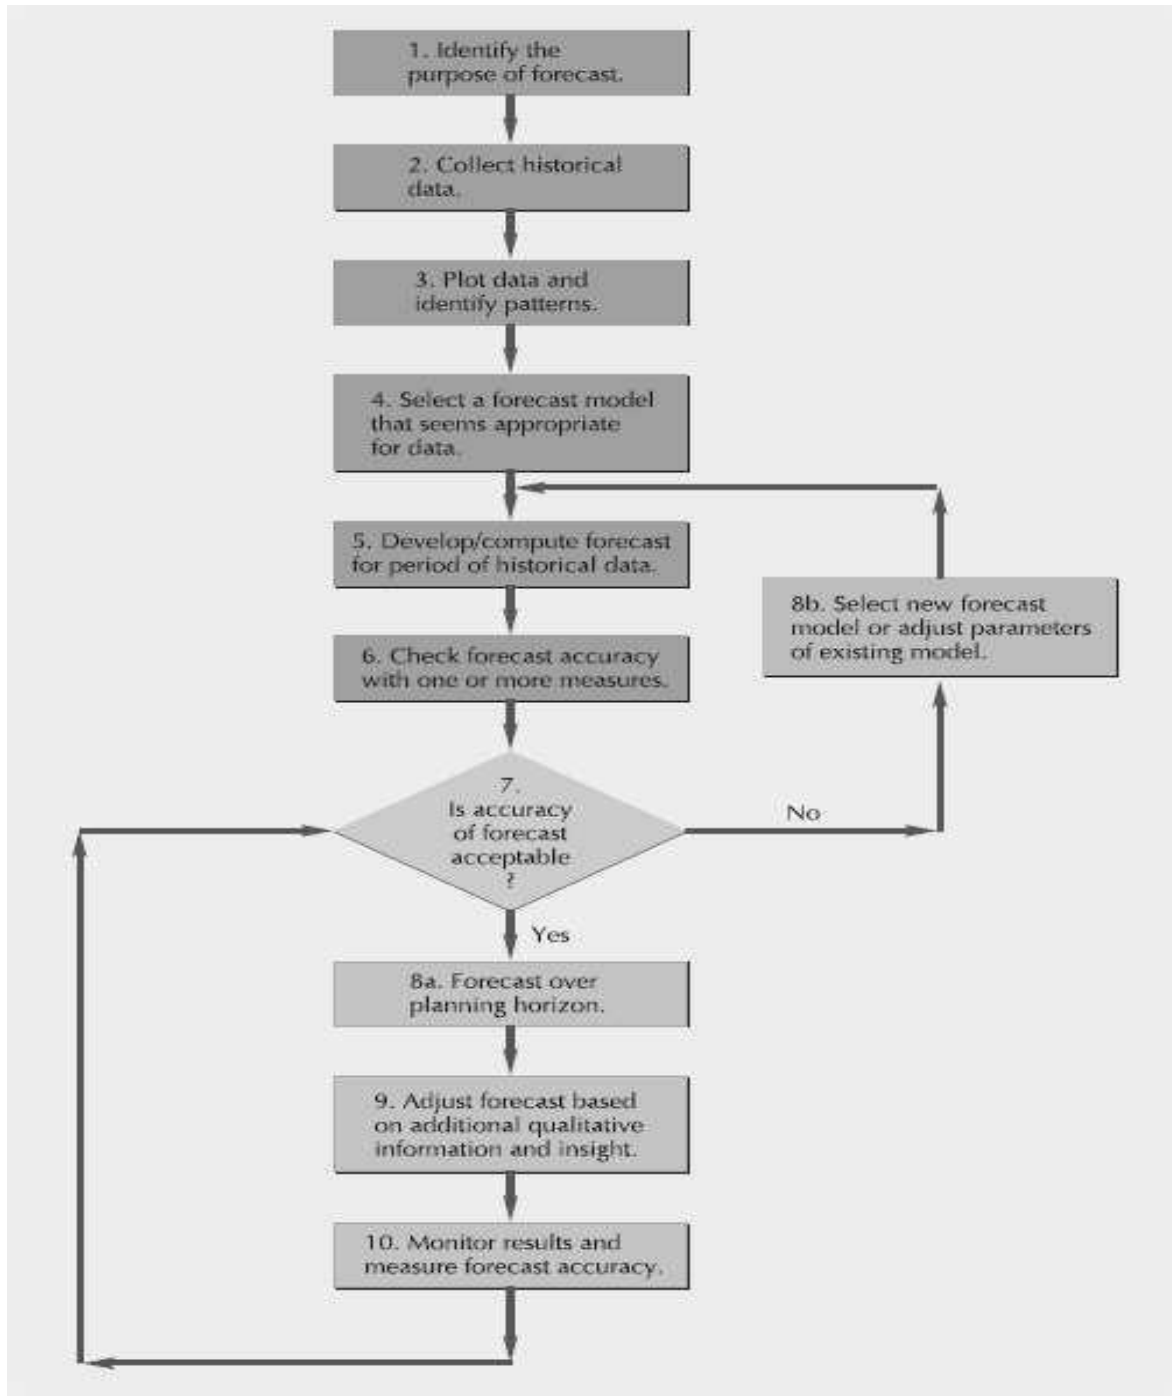 1. Identify the
purpose of forecast.
2. Collect historical
data.
3. Plot data and
identify patterns.
4. Select a forecast model
that seems appropriate
for data.
5. Develop/compute forecast
for period of historical data.
8b. Select new forecast
model or adjust parameters
of existing model.
6. Check forecast accuracy
with one or more measures.
7.
Is accuracy
of forecast
acceptable
?
No
Yes
8a. Forecast over
planning horizon.
9. Adjust forecast based
on additional qualitative
information and insight.
10. Monitor results and
measure forecast accuracy.